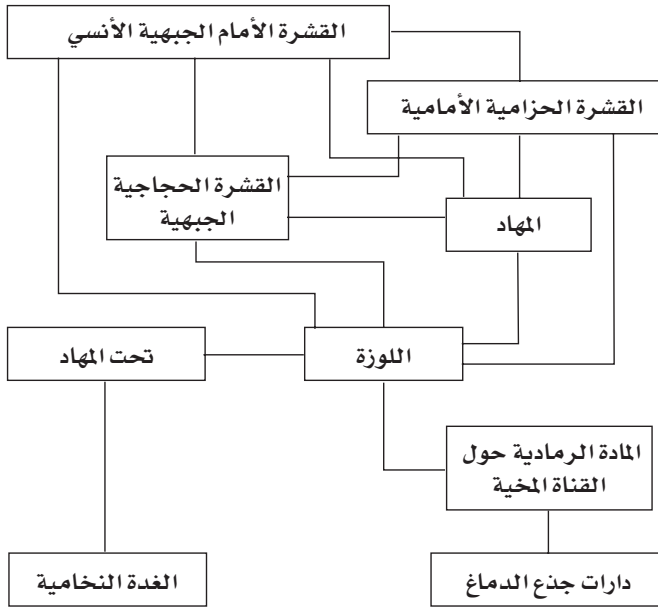 القشرة الأمام الجبهية الأنسي
القشرة الحزامية الأمامية
القشرة الحجاجية
الجبهية
المهاد
اللوزة
تحت المهاد
المادة الرمادية حول
القناة المخية
دارات جذع الدماغ
الغدة النخامية